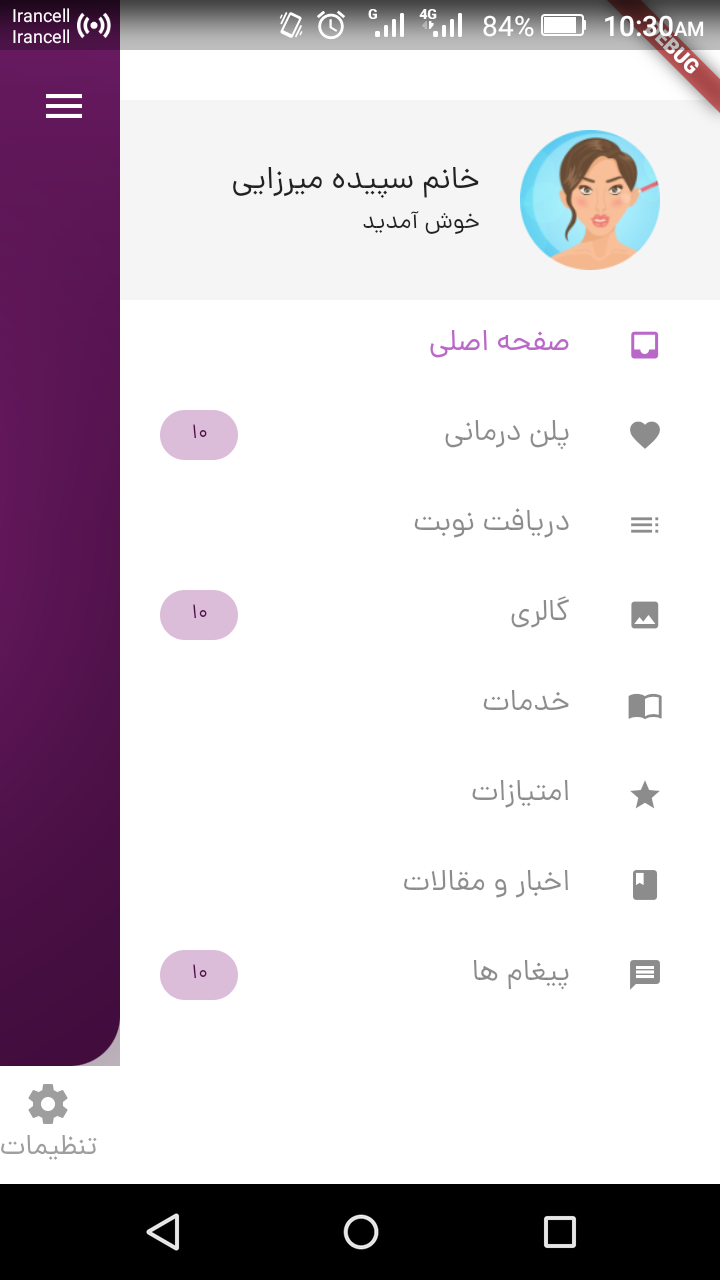 Irancell
Irancell
G
4G
84%
10:30AM
DEBUG
خانم سپیده میرزایی
خوش آمدید
صفحه اصلی
پلن درمانی
۱۰
دریافت نوبت
گالری
۱۰
خدمات
امتیازات
اخبار و مقالات
پیغام ها
۱۰
تنظیمات